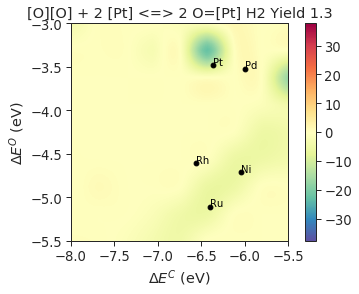 [O][O] + 2 [Pt] <=> 2 O=[Pt] H2 Yield 1.3
−3.0
−3.5
−4.0
−4.5
−5.0
−5.5
ΔE^O (eV)
Pt
Pd
Rh
Ni
Ru
−8.0 −7.5 −7.0 −6.5 −6.0 −5.5
ΔE^C (eV)
30
20
10
0
−10
−20
−30